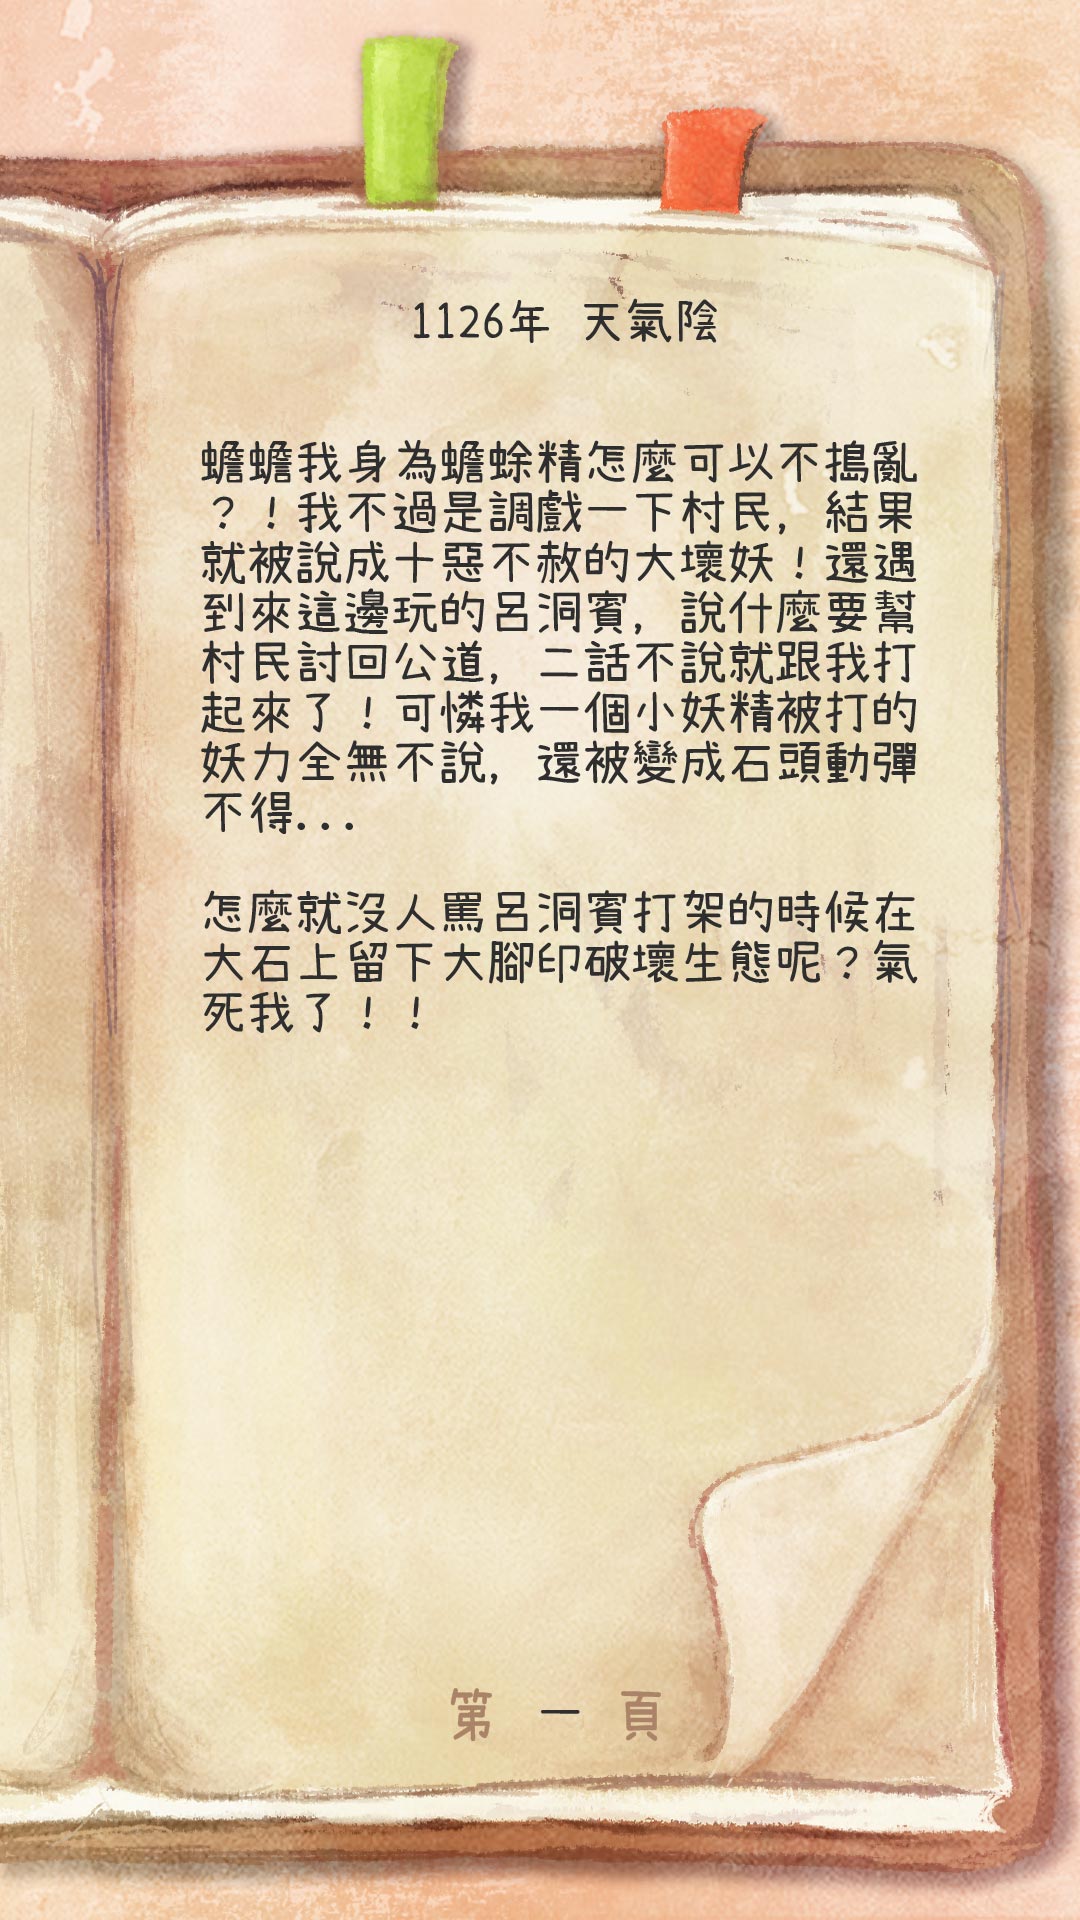 1126年 天氣陰
蟾蟾我身為蟾蜍精怎麼可以不搗亂
？！我不過是調戲一下村民，結果
就被說成十惡不赦的大壞妖！還遇
到來這邊玩的呂洞賓，說什麼要幫
村民討回公道，二話不說就跟我打
起來了！可憐我一個小妖精被打的
妖力全無不說，還被變成石頭動彈
不得...
怎麼就沒人罵呂洞賓打架的時候在
大石上留下大腳印破壞生態呢？氣
死我了！！
第 一 頁